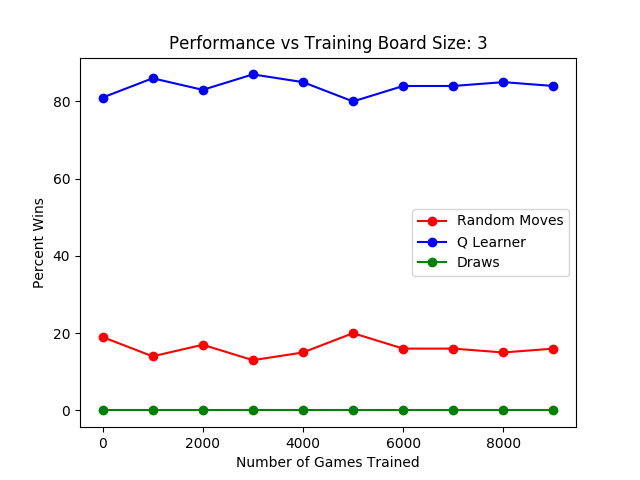 Performance vs Training Board Size: 3
Percent Wins
80
60
40
20
0
Random Moves
Q Learner
Draws
0 2000 4000 6000 8000
Number of Games Trained